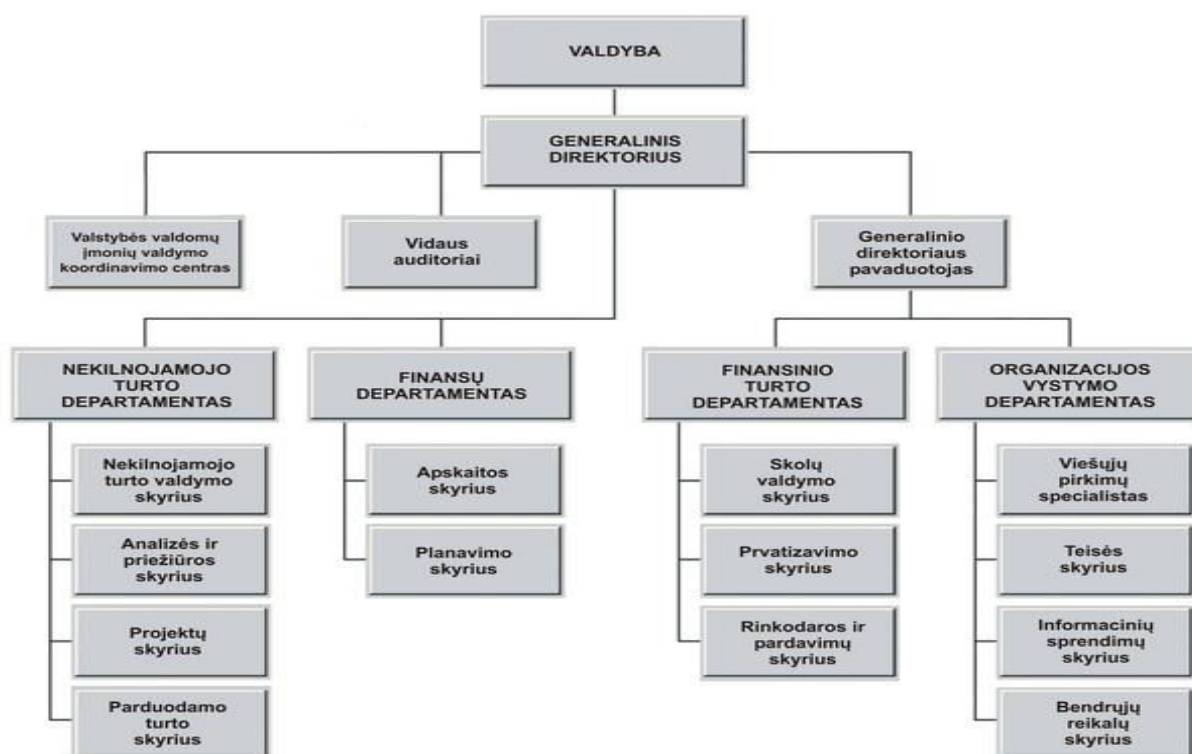 VALDYBA
GENERALINIS
DIREKTORIUS
Valstybės valdomų
įmonių valdymo
koordinavimo centras
Vidaus
auditoriai
Generalinio
direktoriaus
pavaduotojas
NEKILNOJAMOJO
TURTO
DEPARTAMENTAS
FINANSŲ
DEPARTAMENTAS
FINANSINIO
TURTO
DEPARTAMENTAS
ORGANIZACIJOS
VYSTYMO
DEPARTAMENTAS
Nekilnojamojo
turto valdymo
skyrius
Analizės ir
priežiūros
skyrius
Projektų
skyrius
Parduodamo
turto
skyrius
Apskaitos
skyrius
Planavimo
skyrius
Skolų
valdymo
skyrius
Prvatizavimo
skyrius
Rinkodaros ir
pardavimų
skyrius
Viešųjų
pirkimų
specialistas
Teisės
skyrius
Informacinių
sprendimų
skyrius
Bendrųjų
reikalų
skyrius